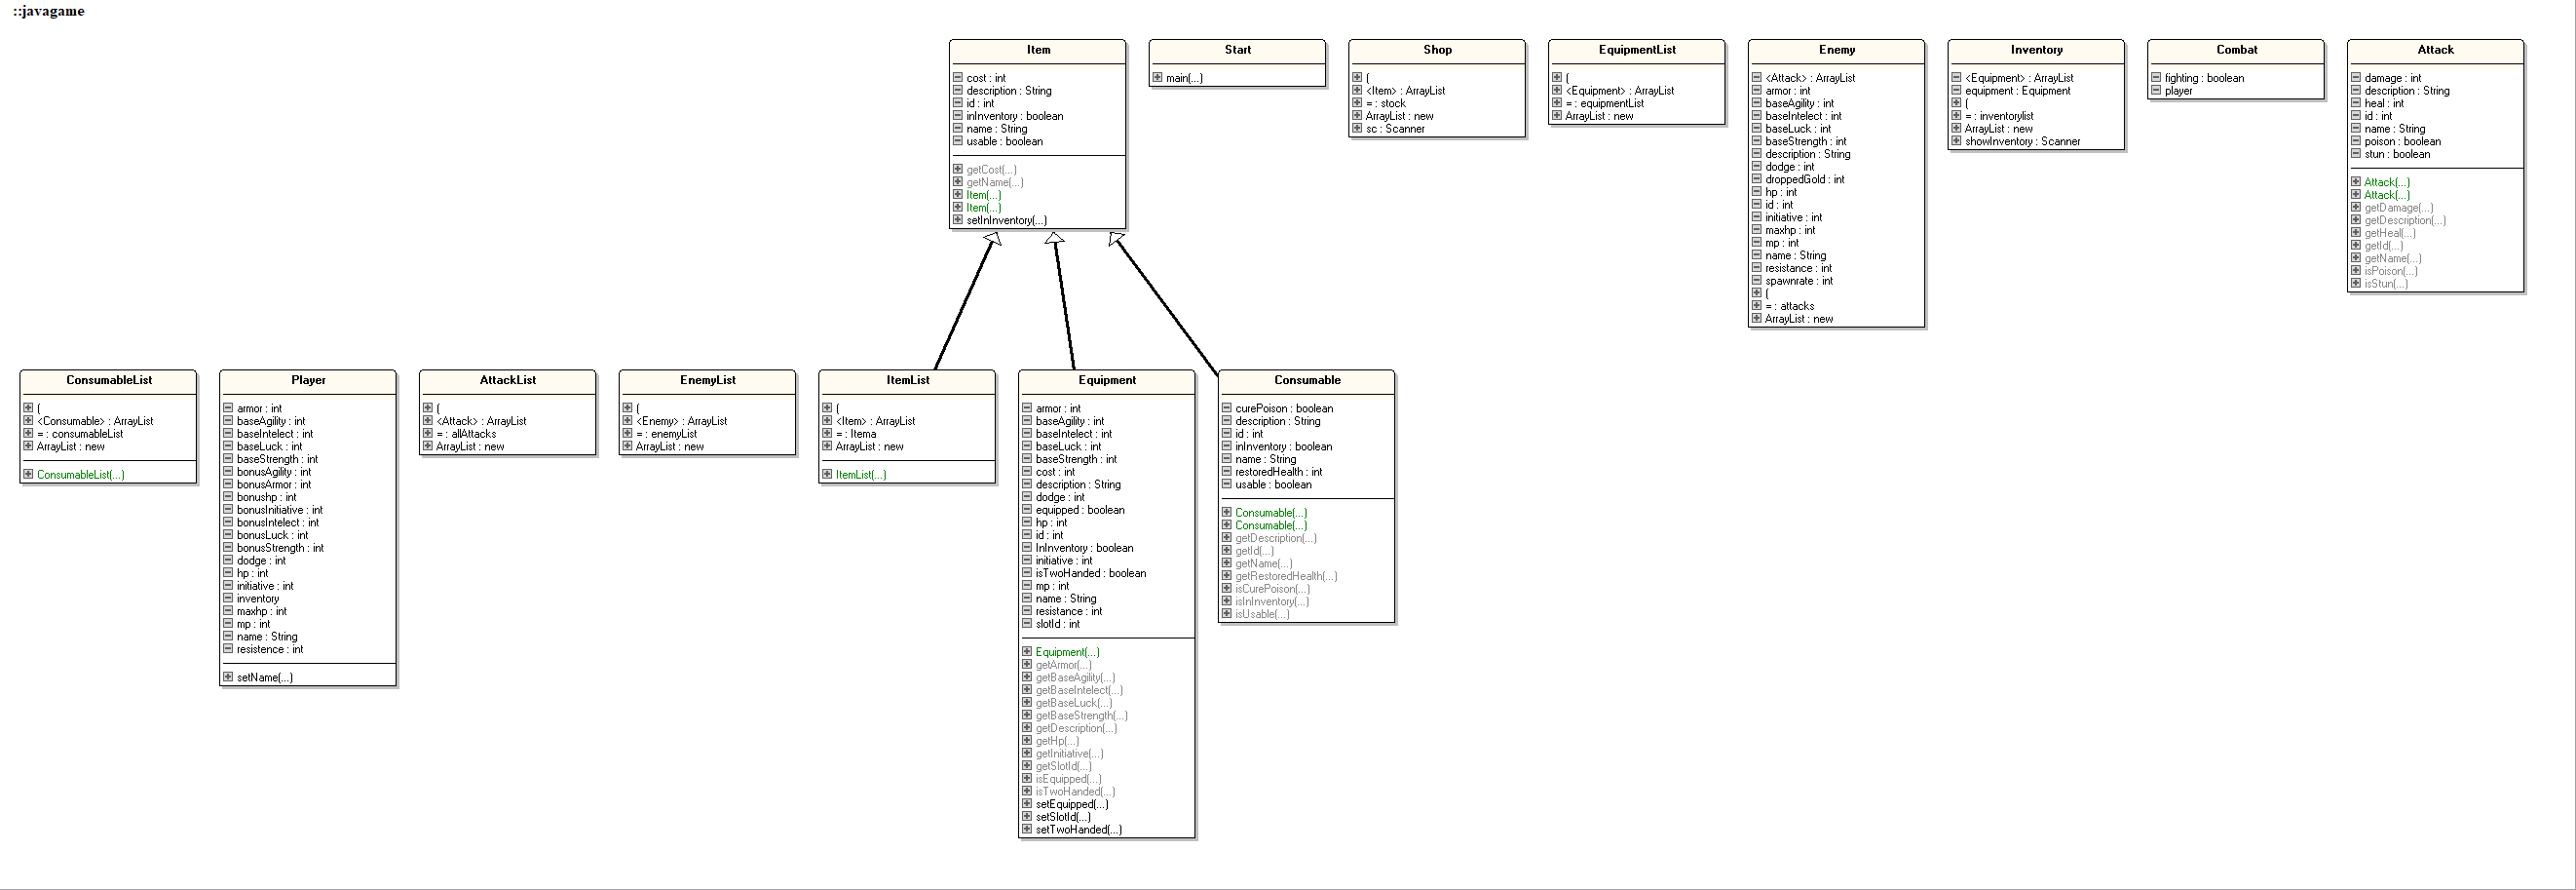 ::javagame
Item
cost : int
description : String
id : int
inInventory : boolean
name : String
usable : boolean
getCost(...)
getName(...)
Item(...)
Item(...)
setInInventory(...)
Start
main(...)
Shop
(
<Item> : ArrayList
= : stock
ArrayList : new
sc : Scanner
EquipmentList
(
<Equipment> : ArrayList
= : equipmentList
ArrayList : new
Enemy
<Attack> : ArrayList
armor : int
baseAgility : int
baseIntelect : int
baseLuck : int
baseStrength : int
description : String
dodge : int
droppedGold : int
hp : int
id : int
initiative : int
maxhp : int
mp : int
name : String
resistance : int
spawnrate : int
(
= : attacks
ArrayList : new
Inventory
<Equipment> : ArrayList
equipment : Equipment
(
= : inventorylist
ArrayList : new
showInventory : Scanner
Combat
fighting : boolean
player
Attack
damage : int
description : String
heal : int
id : int
name : String
poison : boolean
stun : boolean
Attack(...)
Attack(...)
getDamage(...)
getDescription(...)
getHeal(...)
getId(...)
getName(...)
isPoison(...)
isStun(...)
ConsumableList
(
<Consumable> : ArrayList
= : consumableList
ArrayList : new
ConsumableList(...)
Player
armor : int
baseAgility : int
baseIntelect : int
baseLuck : int
baseStrength : int
bonusAgility : int
bonusArmor : int
bonushp : int
bonusInitiative : int
bonusIntelect : int
bonusLuck : int
bonusStrength : int
dodge : int
hp : int
initiative : int
inventory
maxhp : int
mp : int
name : String
resistence : int
setName(...)
AttackList
(
<Attack> : ArrayList
= : allAttacks
ArrayList : new
EnemyList
(
<Enemy> : ArrayList
= : enemyList
ArrayList : new
ItemList
(
<Item> : ArrayList
= : Itema
ArrayList : new
ItemList(...)
Equipment
armor : int
baseAgility : int
baseIntelect : int
baseLuck : int
baseStrength : int
cost : int
description : String
dodge : int
equipped : boolean
hp : int
id : int
InInventory : boolean
initiative : int
isTwoHanded : boolean
mp : int
name : String
resistance : int
slotId : int
Equipment(...)
getArmor(...)
getBaseAgility(...)
getBaseIntelect(...)
getBaseLuck(...)
getBaseStrength(...)
getDescription(...)
getHp(...)
getInitiative(...)
getSlotId(...)
isEquipped(...)
isTwoHanded(...)
setEquipped(...)
setSlotId(...)
setTwoHanded(...)
Consumable
curePoison : boolean
description : String
id : int
inInventory : boolean
name : String
restoredHealth : int
usable : boolean
Consumable(...)
Consumable(...)
getDescription(...)
getId(...)
getName(...)
getRestoredHealth(...)
isCurePoison(...)
isInInventory(...)
isUsable(...)